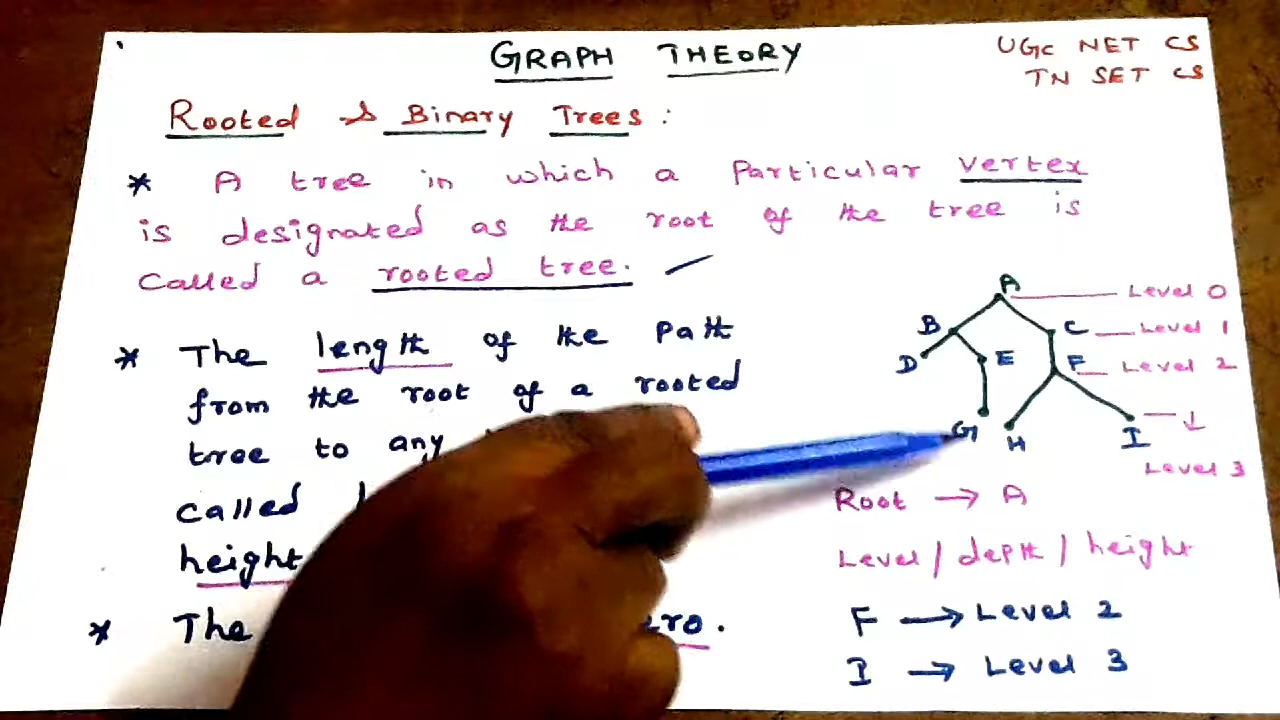 GRAPH THEORY
UGC NET CS
TN SET CS
Rooted & Binary Trees:
* A tree in which a Particular vertex
is designated as the root of the tree is
called a rooted tree.
* The length of the Path
from the root of a rooted
tree to any
called
height
* The ero.
A Level 0
B C Level 1
D E F Level 2
G H I
Level 3
Root → A
Level / depth / height
F → Level 2
I → Level 3